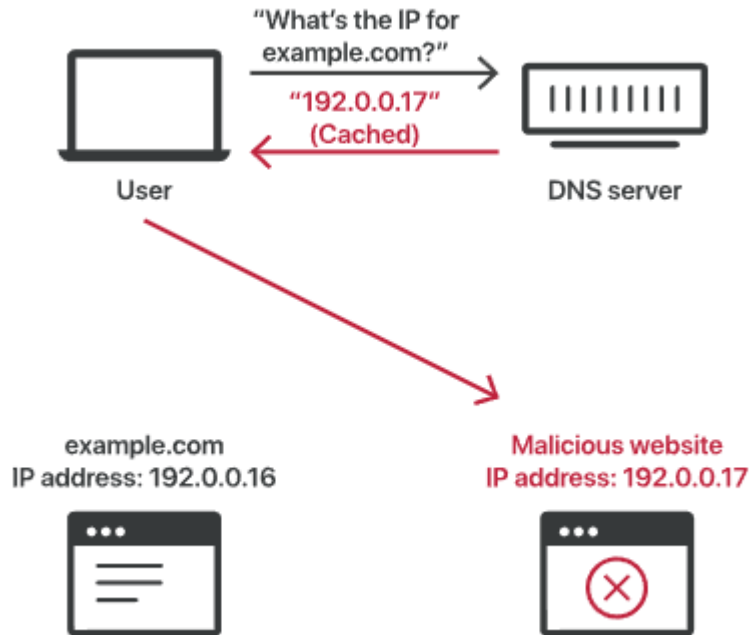 “What’s the IP for
example.com?”
“192.0.0.17”
(Cached)
User
DNS server
example.com
IP address: 192.0.0.16
Malicious website
IP address: 192.0.0.17